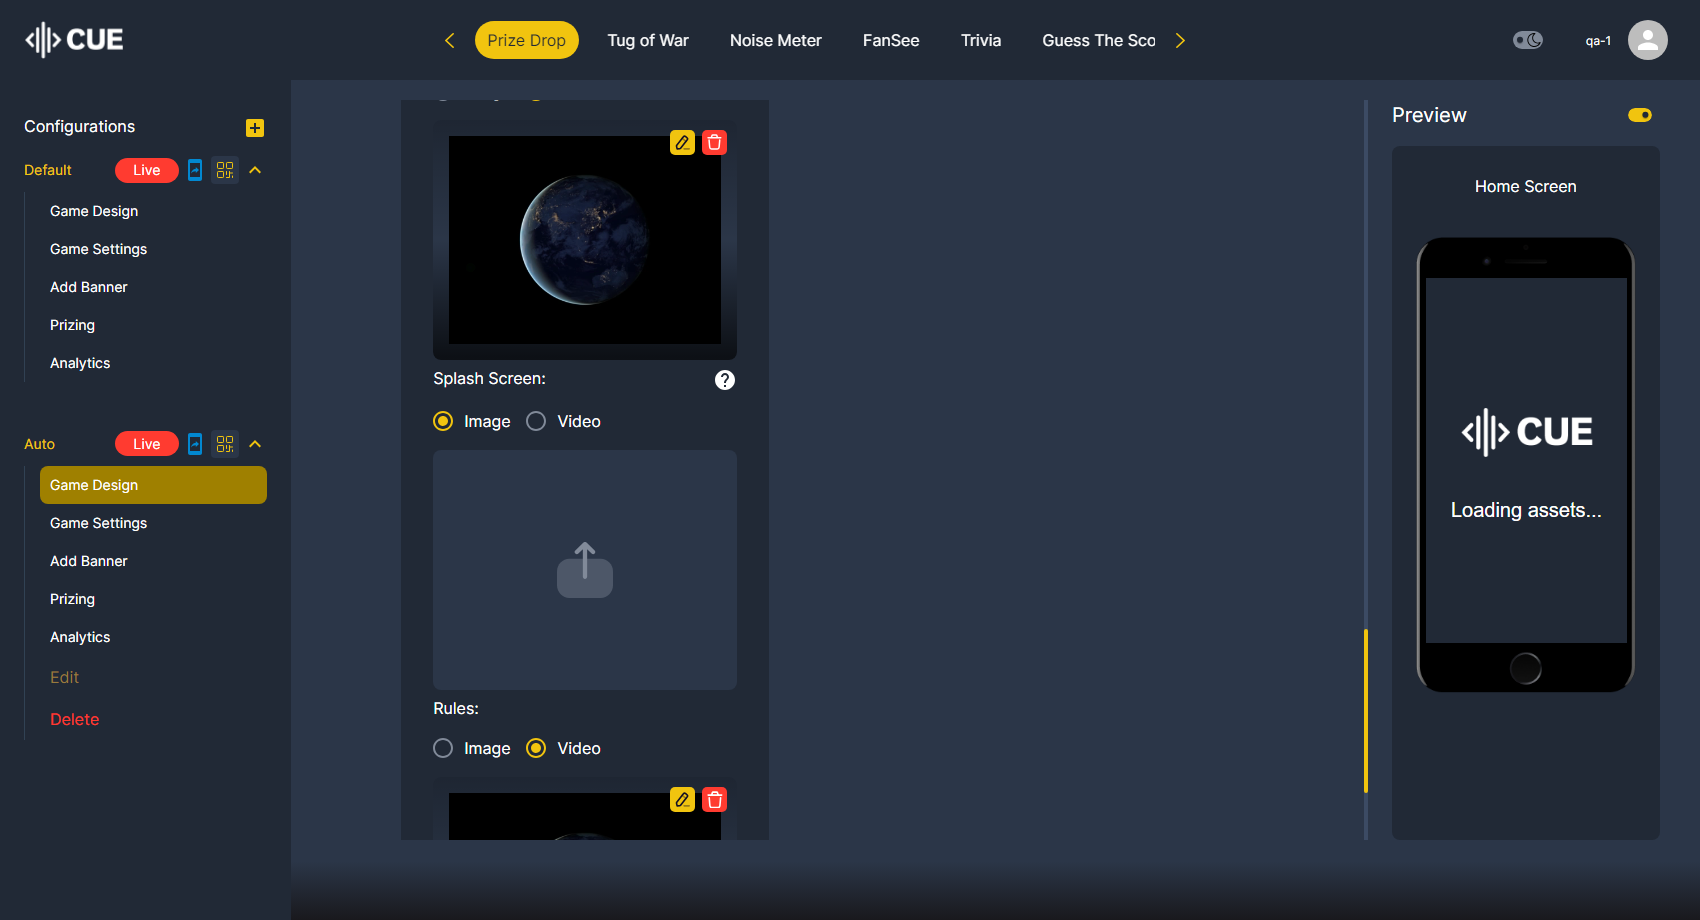 CUE
Prize Drop
Tug of War
Noise Meter
FanSee
Trivia
Guess The Sco
qa-1
Configurations
Default
Live
Game Design
Game Settings
Add Banner
Prizing
Analytics
Auto
Live
Game Design
Game Settings
Add Banner
Prizing
Analytics
Edit
Delete
Splash Screen:
?
Image
Video
Rules:
Image
Video
Preview
Home Screen
CUE
Loading assets...